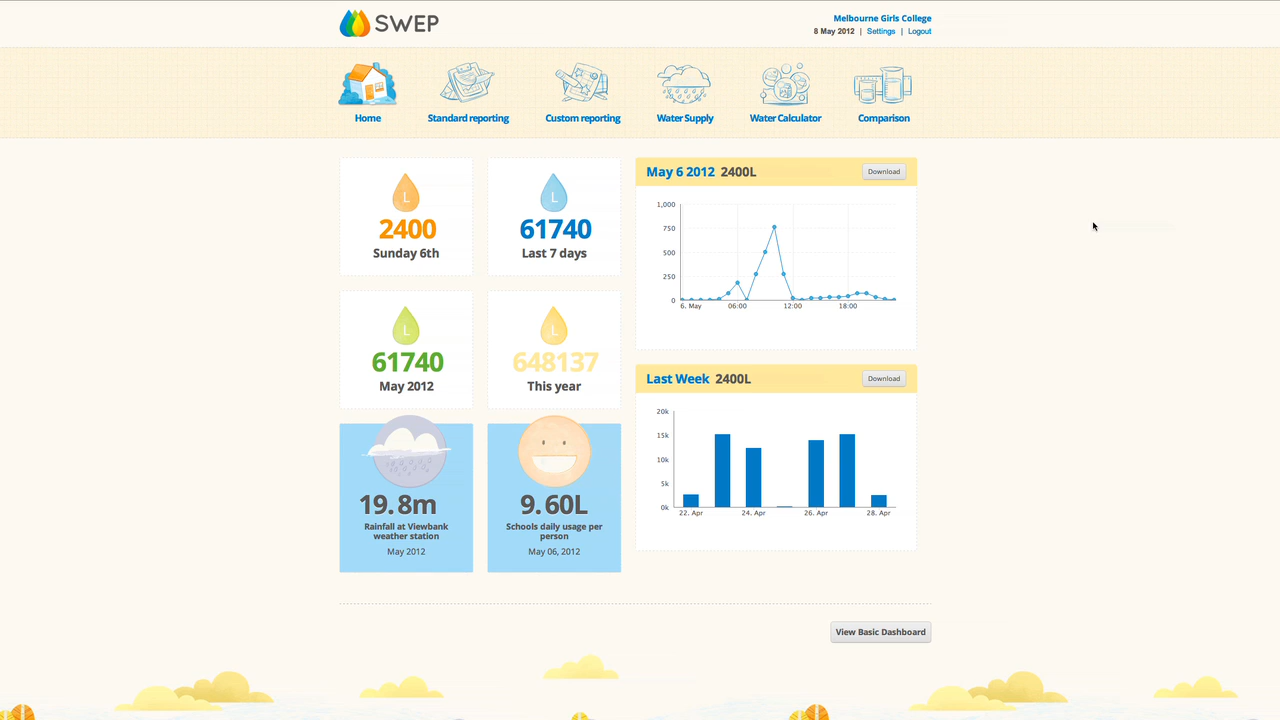 SWEP
Melbourne Girls College
8 May 2012 | Settings | Logout
Home
Standard reporting
Custom reporting
Water Supply
Water Calculator
Comparison
L
2400
Sunday 6th
L
61740
Last 7 days
L
61740
May 2012
L
648137
This year
19.8m
Rainfall at Viewbank
weather station
May 2012
9.60L
Schools daily usage per
person
May 06, 2012
May 6 2012 2400L
Download
1,000
750
500
250
0
6. May 06:00 12:00 18:00
Last Week 2400L
Download
20k
15k
10k
5k
0k
22. Apr 24. Apr 26. Apr 28. Apr
View Basic Dashboard